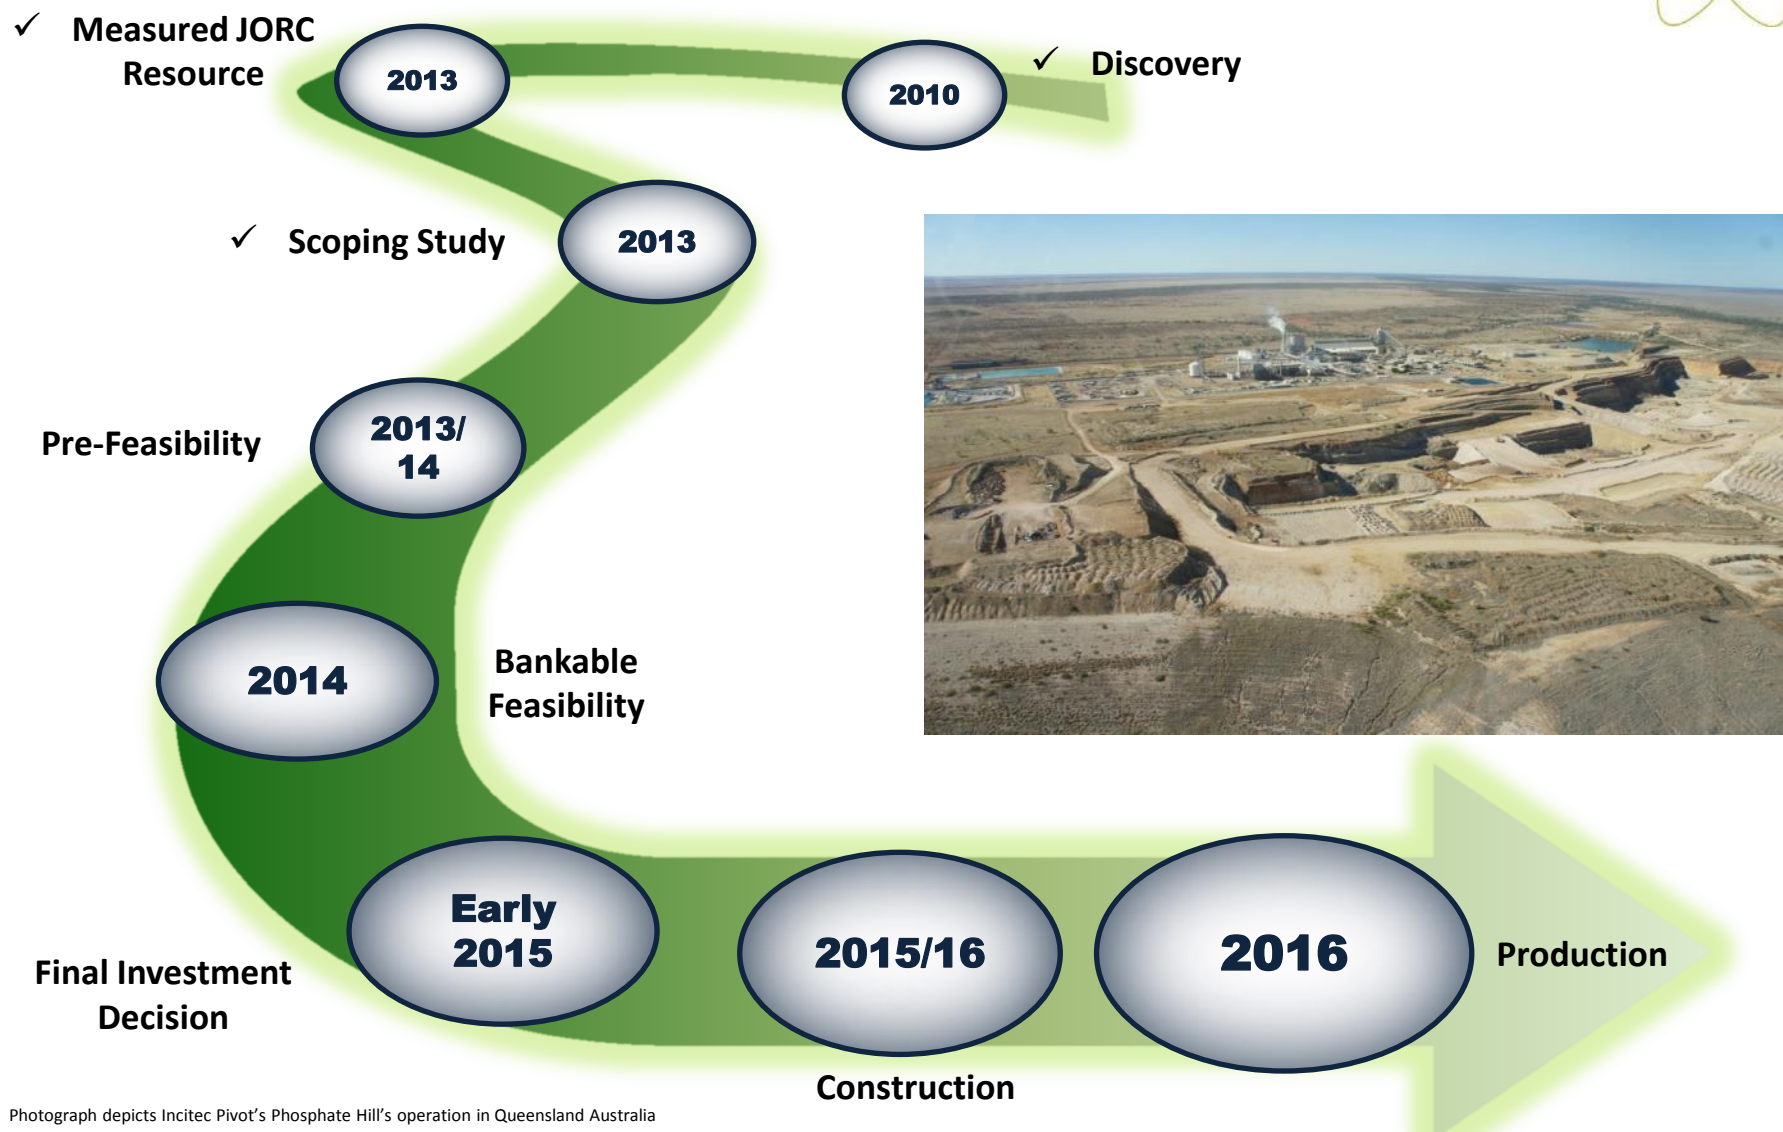 ✓ Discovery
2010
✓ Measured JORC
Resource
2013
✓ Scoping Study
2013
Pre-Feasibility
2013/
14
2014
Bankable
Feasibility
Final Investment
Decision
Early
2015
2015/16
Construction
2016
Production
Photograph depicts Incitec Pivot’s Phosphate Hill’s operation in Queensland Australia